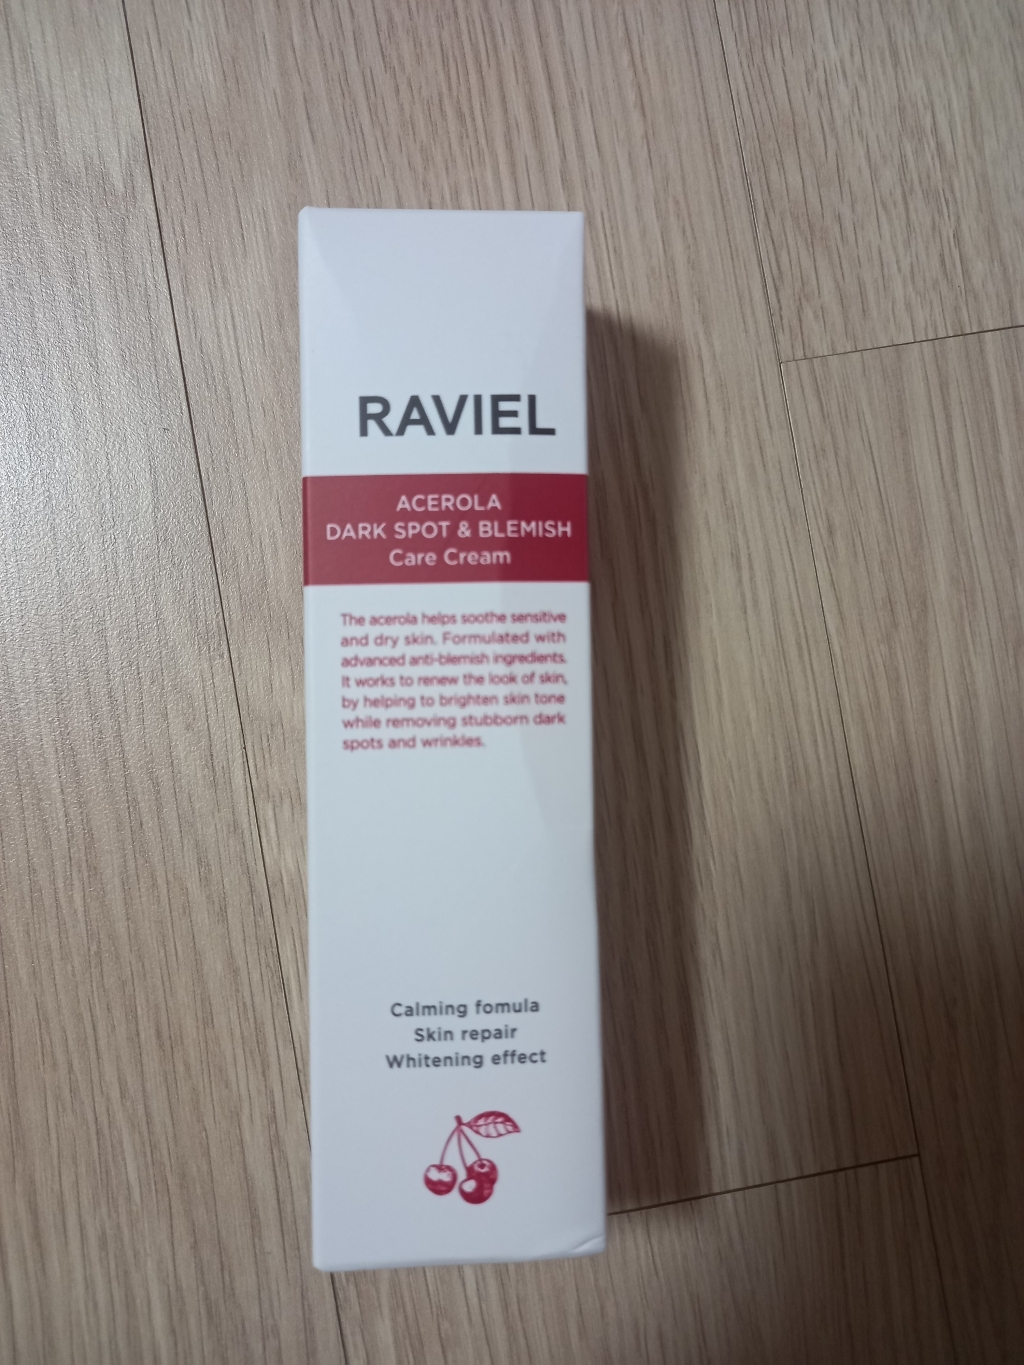 RAVIEL
ACEROLA
DARK SPOT & BLEMISH
Care Cream
The acerola helps soothe sensitive
and dry skin. Formulated with
advanced anti-blemish ingredients.
It works to renew the look of skin,
by helping to brighten skin tone
while removing stubborn dark
spots and wrinkles.
Calming fomula
Skin repair
Whitening effect